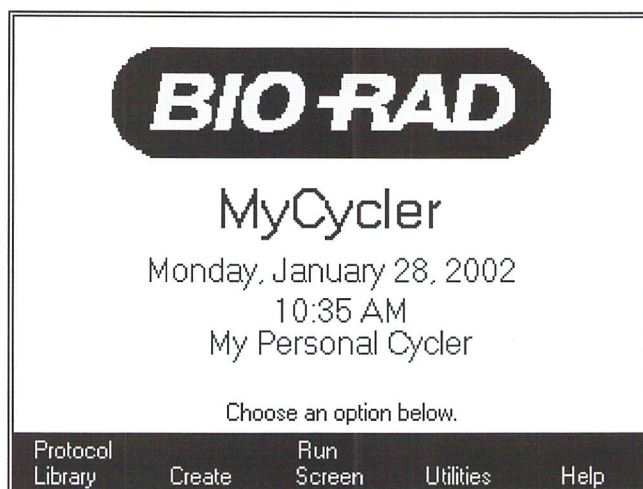 BIO-RAD
MyCycler
Monday, January 28, 2002
10:35 AM
My Personal Cycler
Choose an option below.
Protocol Library
Create
Run Screen
Utilities
Help